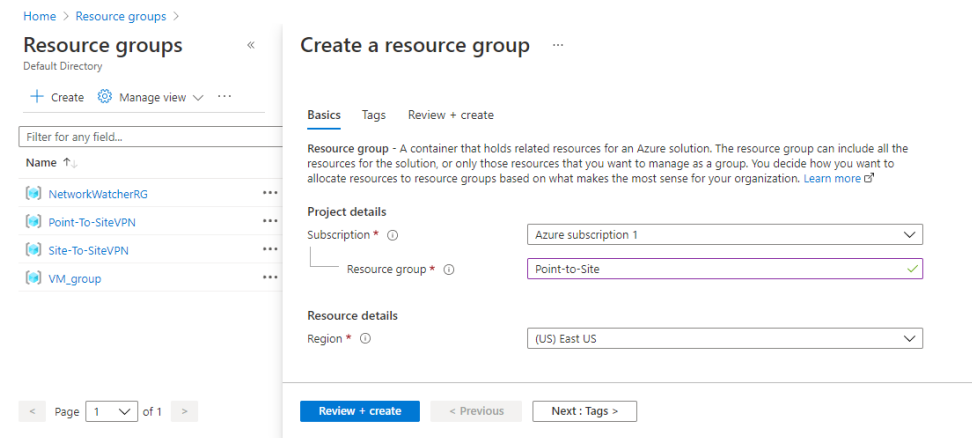 Home > Resource groups >
Resource groups «
Default Directory
+ Create Manage view ···
Filter for any field...
Name ↑↓
NetworkWatcherRG ···
Point-To-SiteVPN ···
Site-To-SiteVPN ···
VM_group ···
< Page 1 of 1 >
Create a resource group ···
Basics Tags Review + create
Resource group - A container that holds related resources for an Azure solution. The resource group can include all the
resources for the solution, or only those resources that you want to manage as a group. You decide how you want to
allocate resources to resource groups based on what makes the most sense for your organization. Learn more
Project details
Subscription *
Azure subscription 1
Resource group *
Point-to-Site
Resource details
Region *
(US) East US
Review + create < Previous Next : Tags >